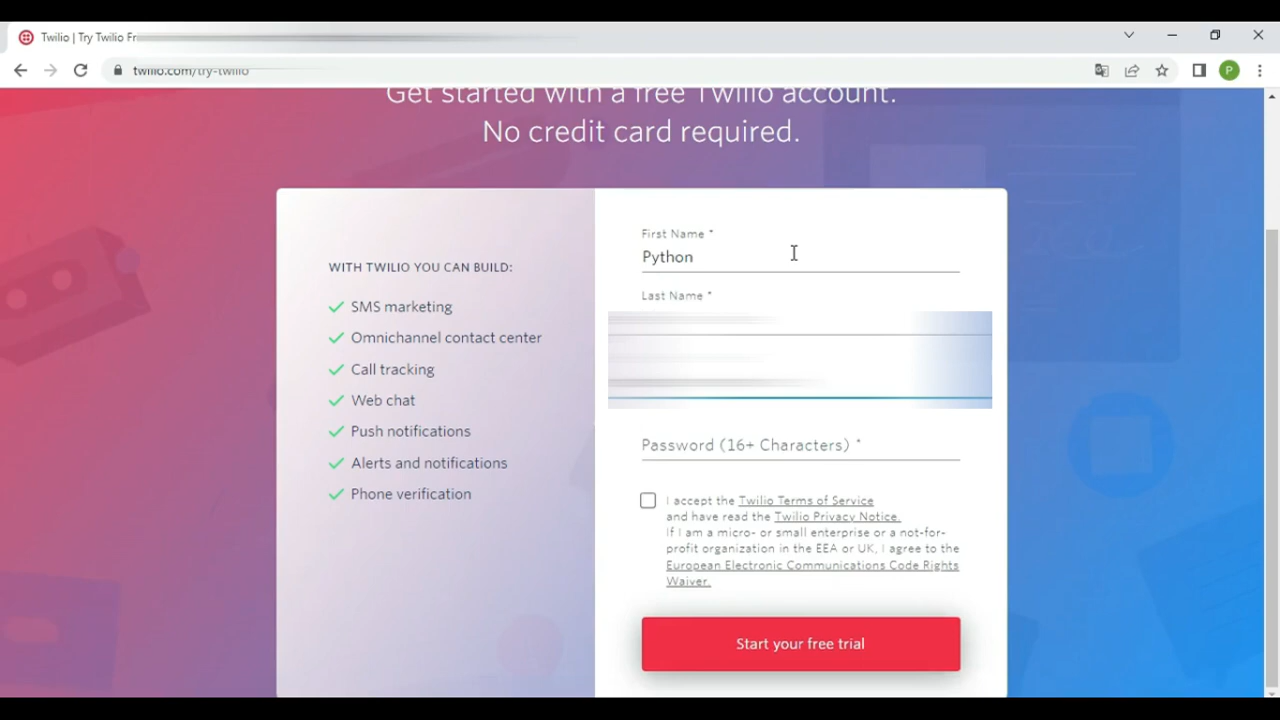 Twilio | Try Twilio Fr
twilio.com/try-twilio
P
Get started with a free Twilio account.
No credit card required.
WITH TWILIO YOU CAN BUILD:
SMS marketing
Omnichannel contact center
Call tracking
Web chat
Push notifications
Alerts and notifications
Phone verification
First Name *
Python
Last Name *
Password (16+ Characters) *
I accept the Twilio Terms of Service
and have read the Twilio Privacy Notice.
If I am a micro- or small enterprise or a not-for-
profit organization in the EEA or UK, I agree to the
European Electronic Communications Code Rights
Waiver.
Start your free trial